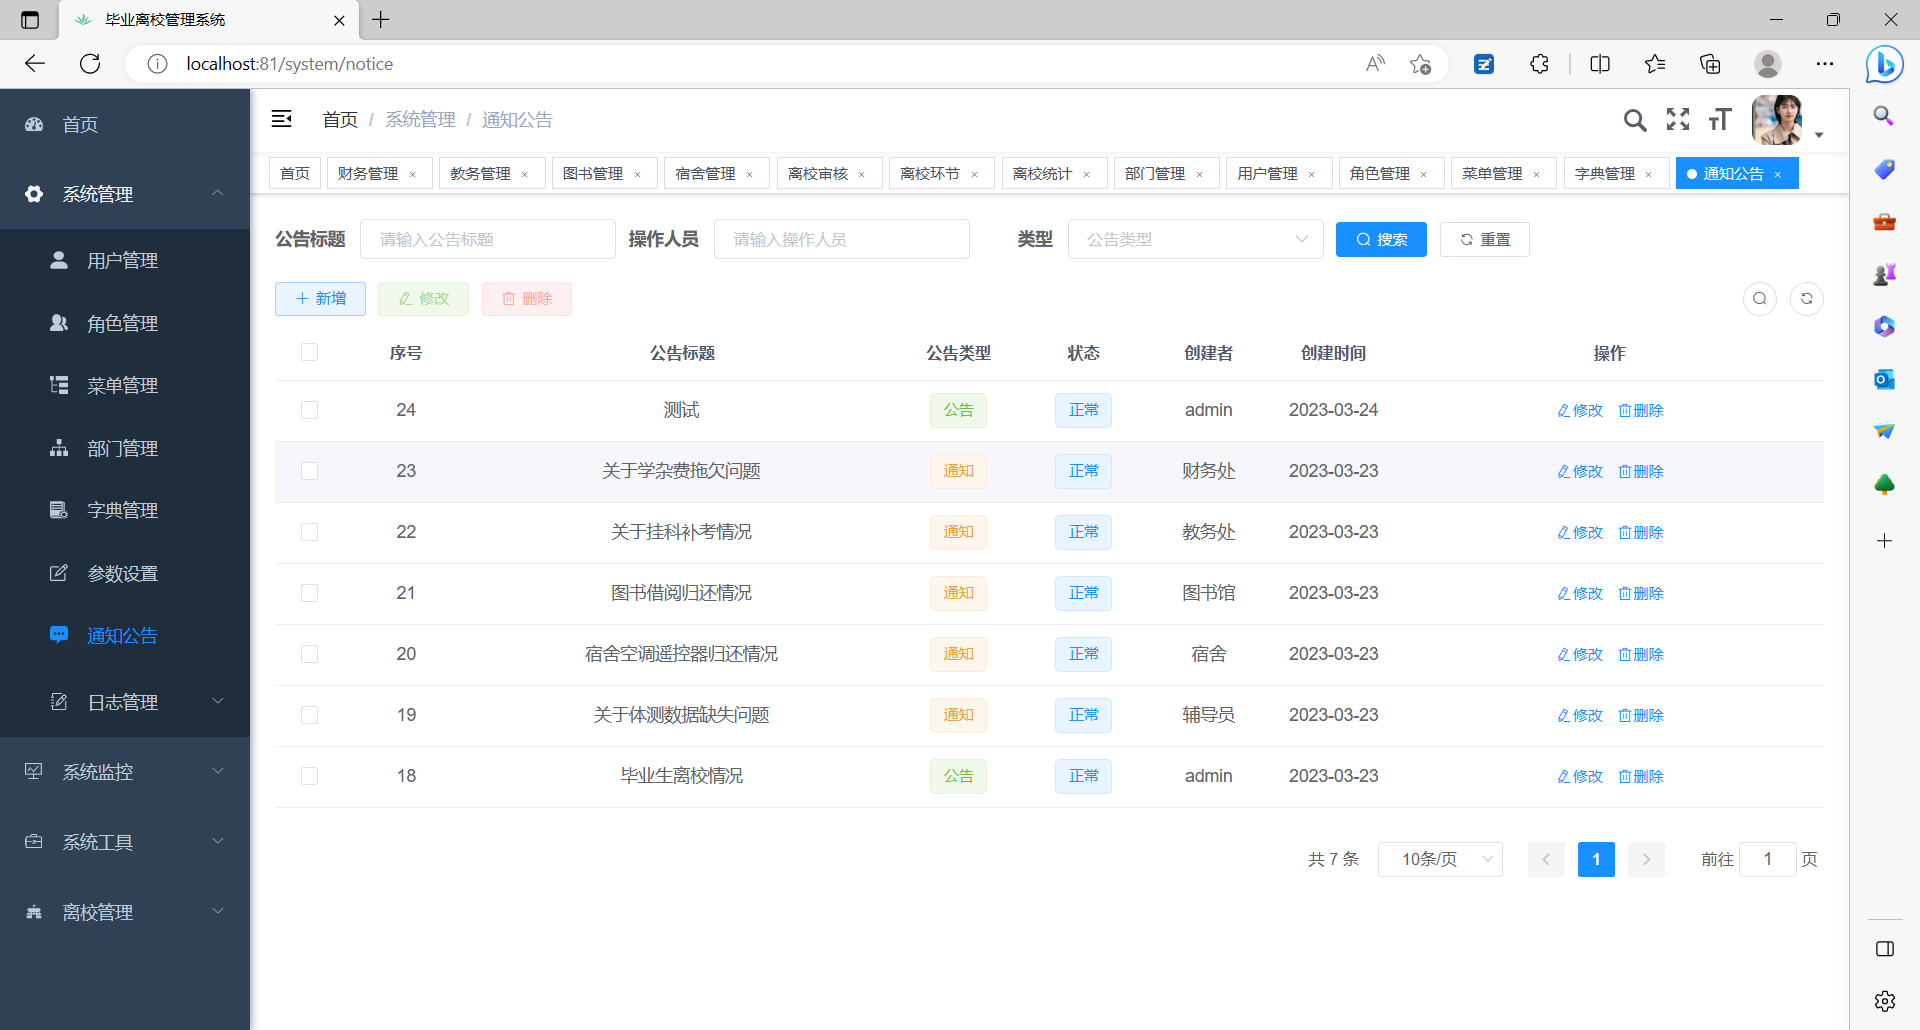 毕业离校管理系统
localhost:81/system/notice
首页
系统管理
用户管理
角色管理
菜单管理
部门管理
字典管理
参数设置
通知公告
日志管理
系统监控
系统工具
离校管理
首页 / 系统管理 / 通知公告
首页 财务管理 × 教务管理 × 图书管理 × 宿舍管理 × 离校审核 × 离校环节 × 离校统计 × 部门管理 × 用户管理 × 角色管理 × 菜单管理 × 字典管理 × 通知公告 ×
公告标题 请输入公告标题 操作人员 请输入操作人员 类型 公告类型 搜索 重置
新增 修改 删除
序号 公告标题 公告类型 状态 创建者 创建时间 操作
24 测试 公告 正常 admin 2023-03-24 修改 删除
23 关于学杂费拖欠问题 通知 正常 财务处 2023-03-23 修改 删除
22 关于挂科补考情况 通知 正常 教务处 2023-03-23 修改 删除
21 图书借阅归还情况 通知 正常 图书馆 2023-03-23 修改 删除
20 宿舍空调遥控器归还情况 通知 正常 宿舍 2023-03-23 修改 删除
19 关于体测数据缺失问题 通知 正常 辅导员 2023-03-23 修改 删除
18 毕业生离校情况 公告 正常 admin 2023-03-23 修改 删除
共 7 条 10条/页 1 前往 1 页